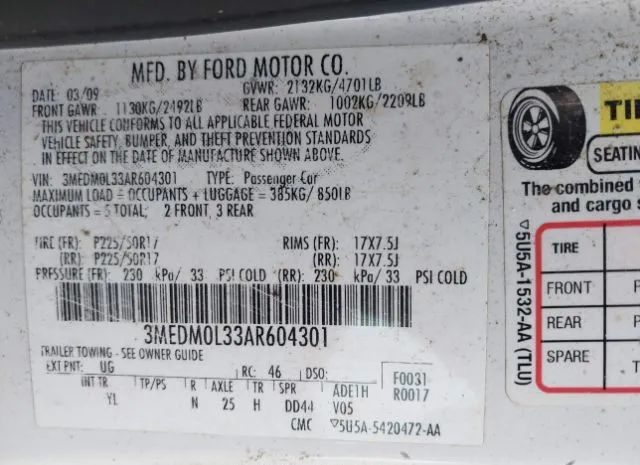 MFD. BY FORD MOTOR CO.
DATE: 03/09 GVWR: 2132KG/4701LB
FRONT GAWR: 1130KG/2492LB REAR GAWR: 1002KG/2209LB
THIS VEHICLE CONFORMS TO ALL APPLICABLE FEDERAL MOTOR
VEHICLE SAFETY, BUMPER, AND THEFT PREVENTION STANDARDS
IN EFFECT ON THE DATE OF MANUFACTURE SHOWN ABOVE.
VIN: 3MEDM0L33AR604301 TYPE: Passenger Car
MAXIMUM LOAD = OCCUPANTS + LUGGAGE = 385KG/ 850LB
OCCUPANTS = 5 TOTAL; 2 FRONT, 3 REAR
TIRE (FR): P225/50R17 RIMS (FR): 17X7.5J
(RR): P225/50R17 (RR): 17X7.5J
PRESSURE (FR): 230 kPa/ 33 PSI COLD (RR): 230 kPa/ 33 PSI COLD
3MEDM0L33AR604301
TRAILER TOWING - SEE OWNER GUIDE
EXT PNT: UG RC: 46 DSO: F0031
INT TR TP/PS R AXLE TR SPR ADE1H R0017
YL N 25 H DD44 V05
CMC ▽5U5A-5420472-AA
TI
SEATIN
The combined
and cargo s
▽5U5A-1532-AA (TLU)
TIRE
FRONT P
REAR P
SPARE T